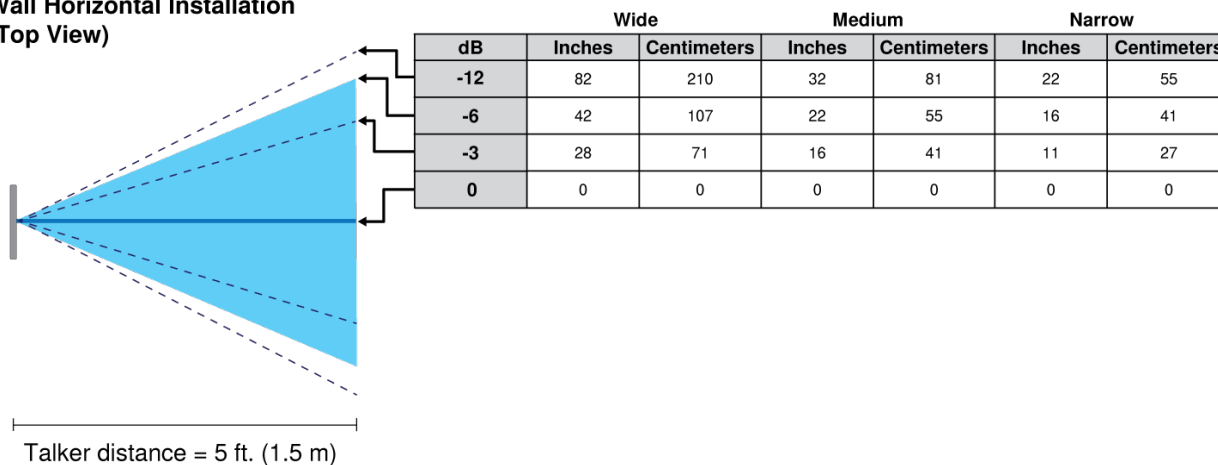 Wall Horizontal Installation
(Top View)
Wide Medium Narrow
dB Inches Centimeters Inches Centimeters Inches Centimeters
-12 82 210 32 81 22 55
-6 42 107 22 55 16 41
-3 28 71 16 41 11 27
0 0 0 0 0 0 0
Talker distance = 5 ft. (1.5 m)